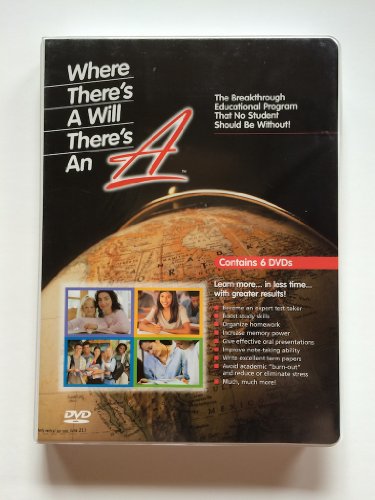 Where
There's
A Will
There's
An
A
TM
The Breakthrough
Educational Program
That No Student
Should Be Without!
Contains 6 DVDs
Learn more... in less time...
with greater results!
Become an expert test taker
Boost study skills
Organize homework
Increase memory power
Give effective oral presentations
Improve note-taking ability
Write excellent term papers
Avoid academic "burn-out"
and reduce or eliminate stress
Much, much more!
DVD